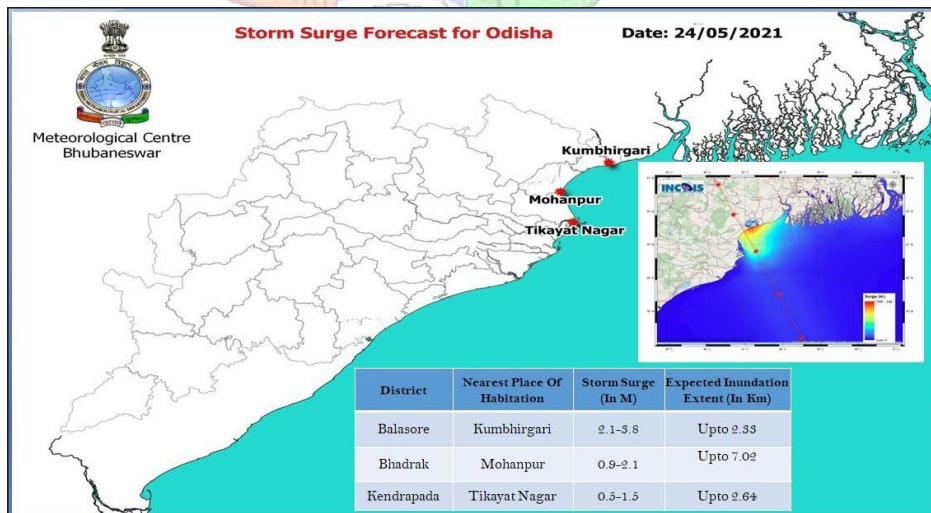 Storm Surge Forecast for Odisha
Date: 24/05/2021
Meteorological Centre
Bhubaneswar
Kumbhirgari
Mohanpur
Tikayat Nagar
INCOIS
Surge (m)
District
Nearest Place Of
Habitation
Storm Surge
(In M)
Expected Inundation
Extent (In Km)
Balasore
Kumbhirgari
2.1-3.8
Upto 2.33
Bhadrak
Mohanpur
0.9-2.1
Upto 7.02
Kendrapada
Tikayat Nagar
0.5-1.5
Upto 2.64